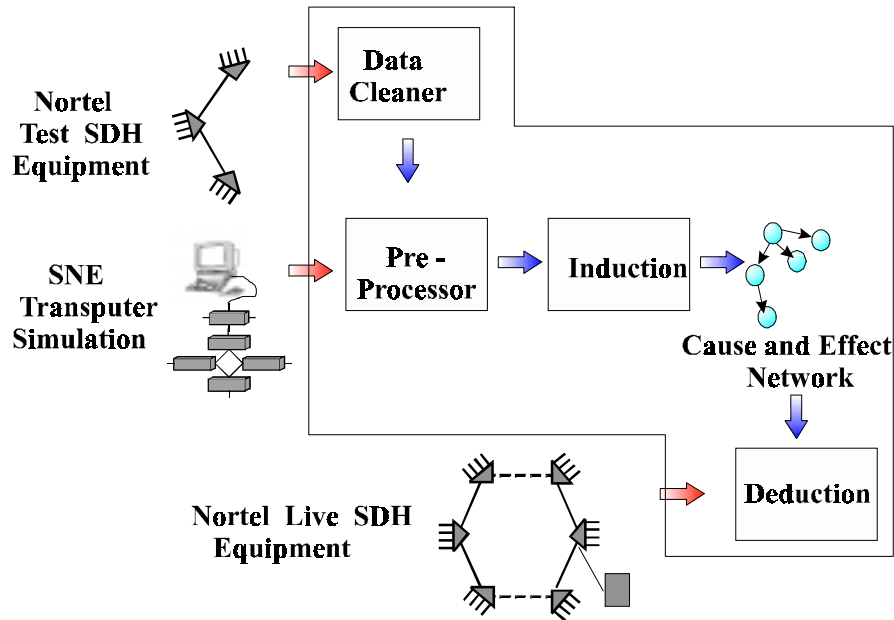 Nortel
Test SDH
Equipment
Data
Cleaner
SNE
Transputer
Simulation
Pre -
Processor
Induction
Cause and Effect
Network
Nortel Live SDH
Equipment
Deduction